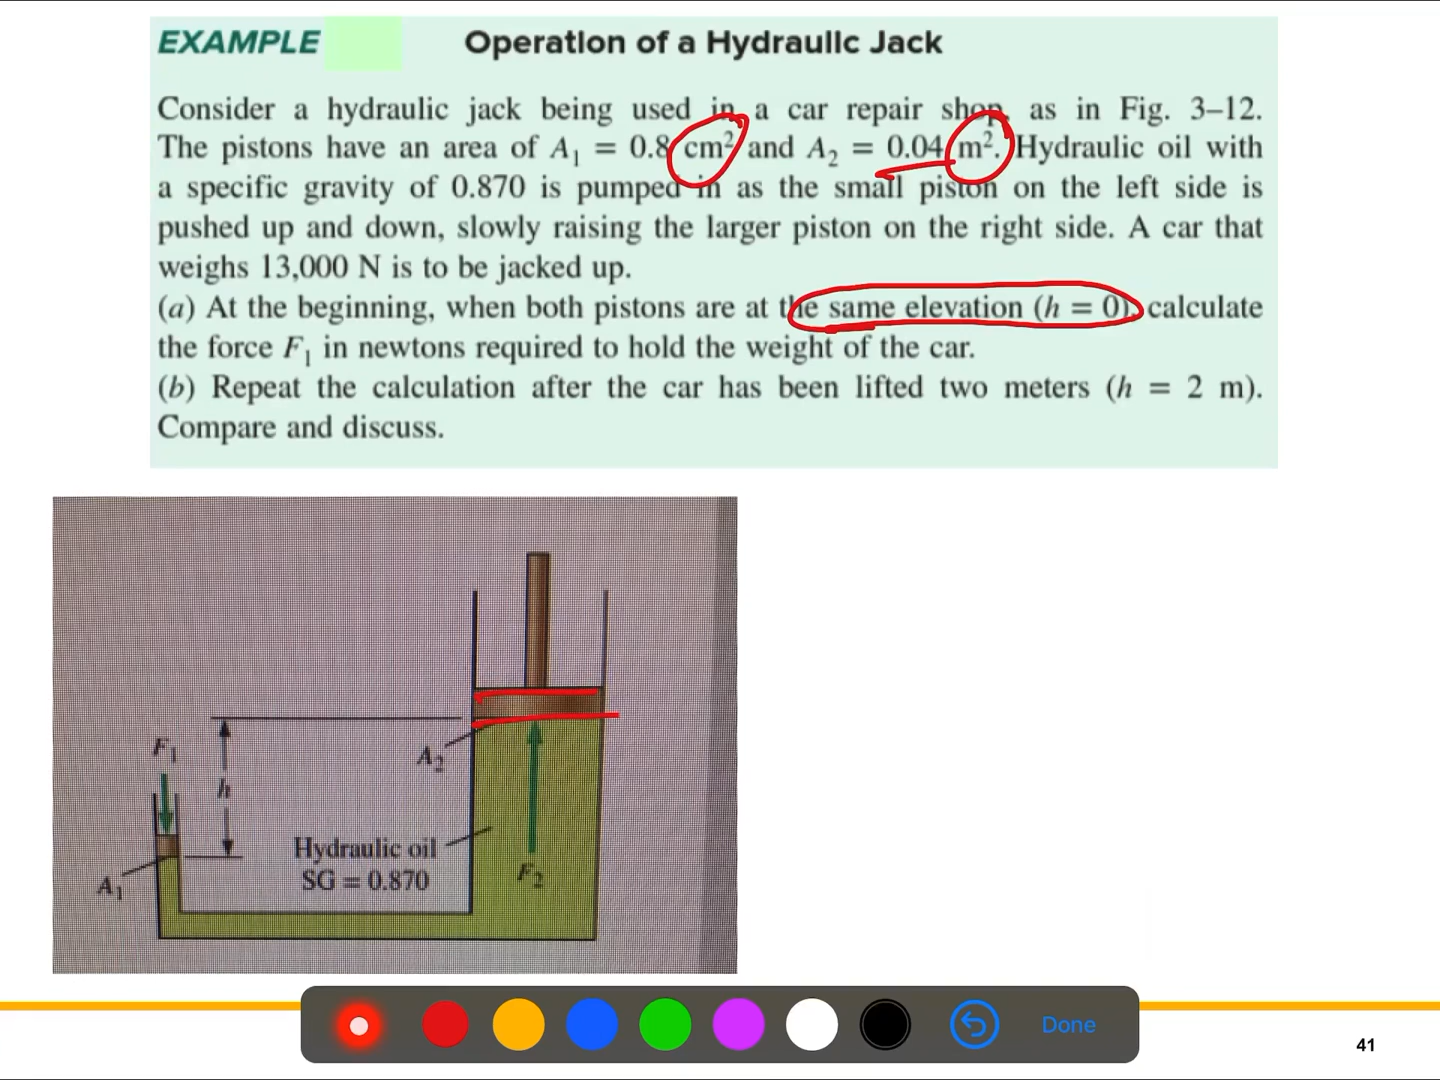 EXAMPLE
Operation of a Hydraulic Jack
Consider a hydraulic jack being used in a car repair shop, as in Fig. 3–12.
The pistons have an area of A₁ = 0.8 cm² and A₂ = 0.04 m². Hydraulic oil with
a specific gravity of 0.870 is pumped in as the small piston on the left side is
pushed up and down, slowly raising the larger piston on the right side. A car that
weighs 13,000 N is to be jacked up.
(a) At the beginning, when both pistons are at the same elevation (h = 0), calculate
the force F₁ in newtons required to hold the weight of the car.
(b) Repeat the calculation after the car has been lifted two meters (h = 2 m).
Compare and discuss.
F₁
A₂
h
Hydraulic oil
SG = 0.870
F₂
A₁
Done
41